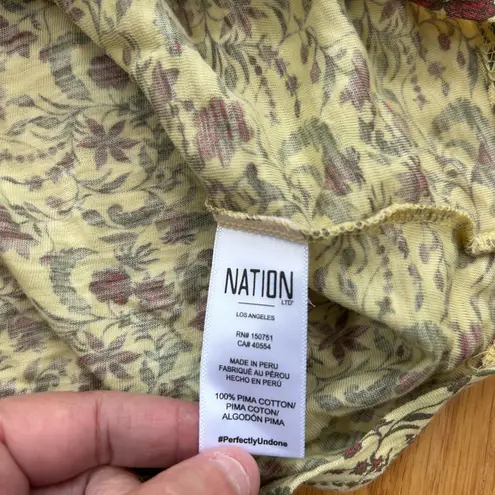 NATION
LTD
LOS ANGELES
RN# 150751
CA# 40554
MADE IN PERU
FABRIQUÉ AU PÉROU
HECHO EN PERÚ
100% PIMA COTTON/
PIMA COTON/
ALGODÓN PIMA
#PerfectlyUndone